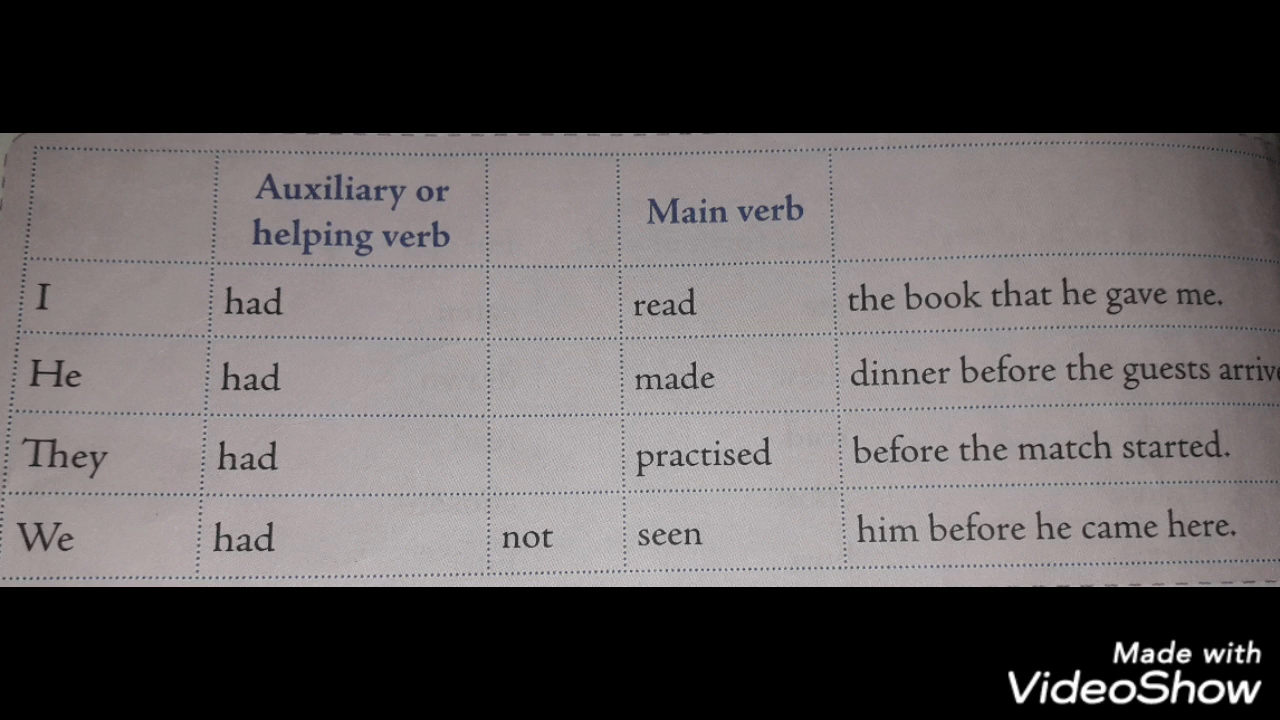 Auxiliary or
helping verb
Main verb
I had read the book that he gave me.
He had made dinner before the guests
They had practised before the match started.
We had not seen him before he came here.
Made with
VideoShow